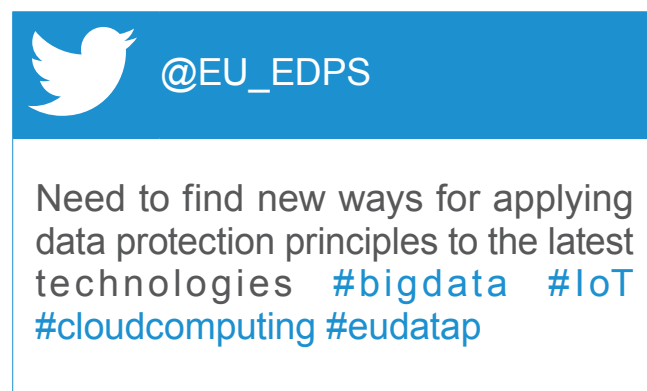 @EU_EDPS
Need to find new ways for applying
data protection principles to the latest
technologies #bigdata #IoT
#cloudcomputing #eudatap